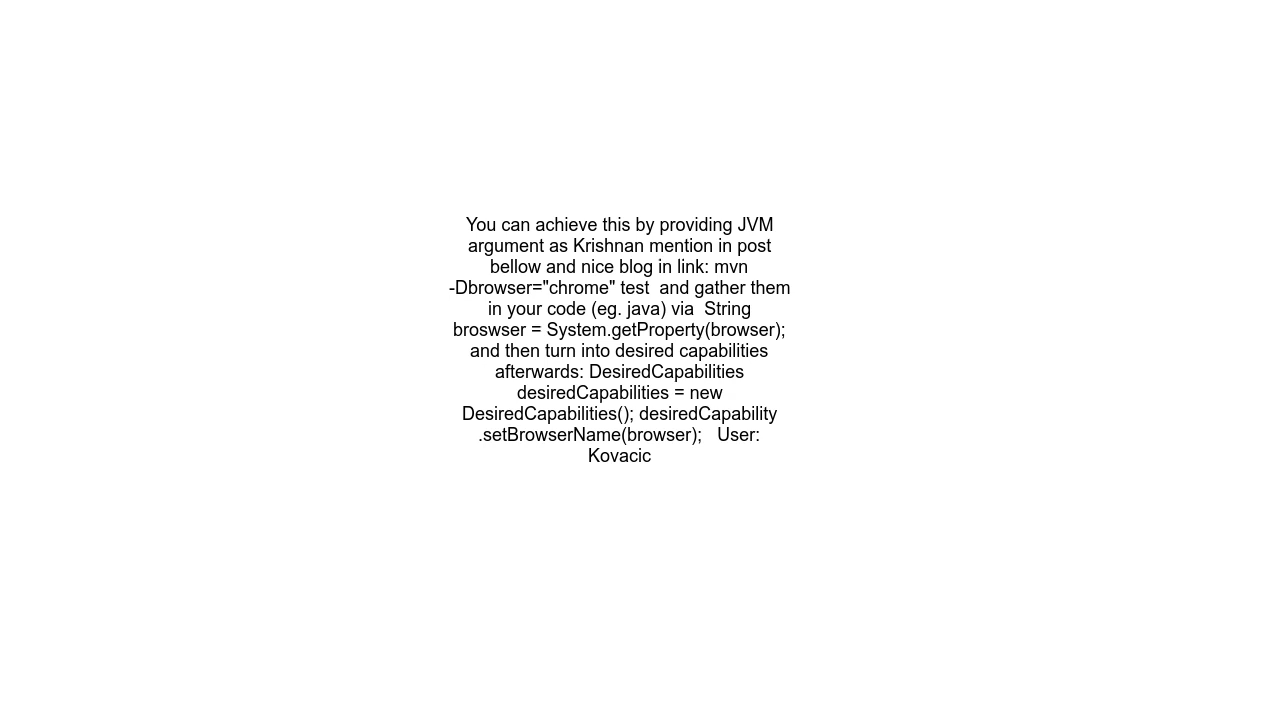 You can achieve this by providing JVM
argument as Krishnan mention in post
bellow and nice blog in link: mvn
-Dbrowser="chrome" test  and gather them
in your code (eg. java) via  String
broswser = System.getProperty(browser);
and then turn into desired capabilities
afterwards: DesiredCapabilities
desiredCapabilities = new
DesiredCapabilities(); desiredCapability
.setBrowserName(browser);   User:
Kovacic